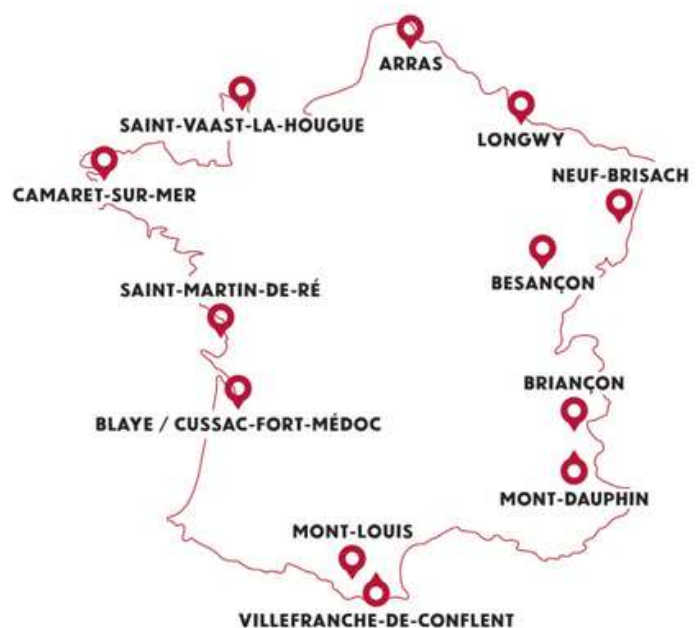 ARRAS
SAINT-VAAST-LA-HOUGUE
LONGWY
NEUF-BRISACH
CAMARET-SUR-MER
BESANÇON
SAINT-MARTIN-DE-RÉ
BRIANÇON
BLAYE / CUSSAC-FORT-MÉDOC
MONT-DAUPHIN
MONT-LOUIS
VILLEFRANCHE-DE-CONFLENT